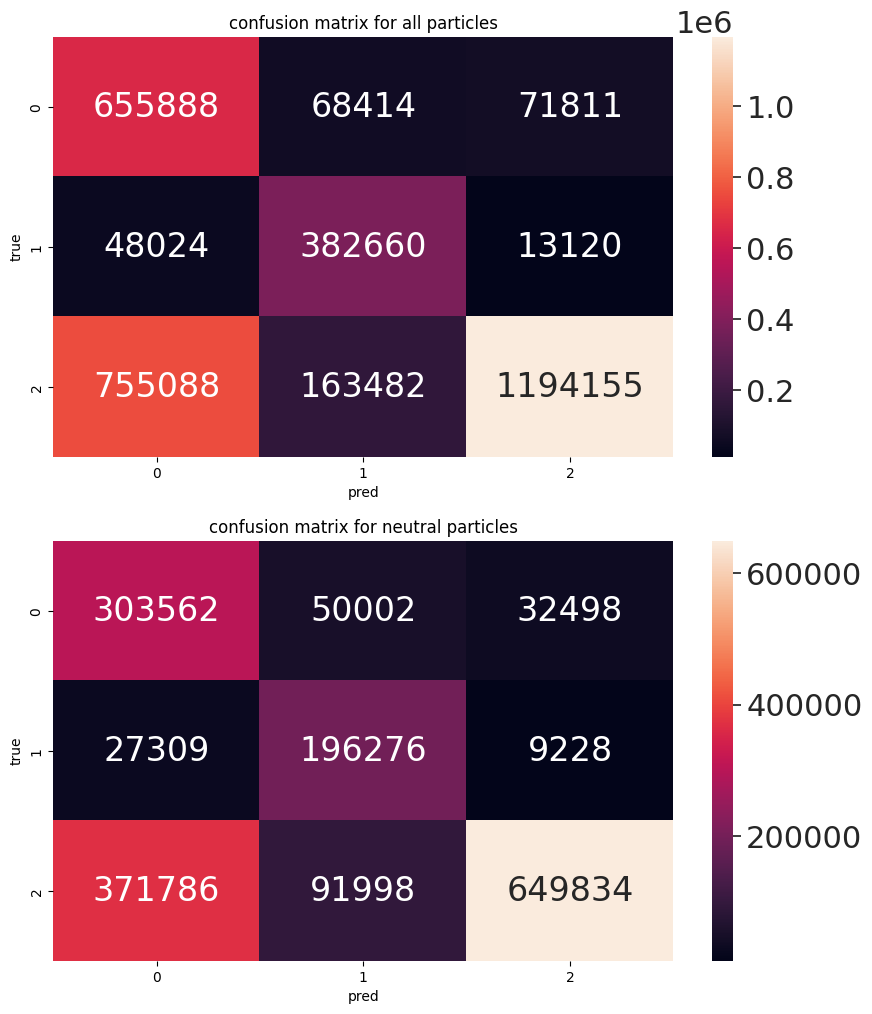 confusion matrix for all particles
1e6
0 655888 68414 71811
1 48024 382660 13120
2 755088 163482 1194155
true
0 1 2
pred
1.0
0.8
0.6
0.4
0.2
confusion matrix for neutral particles
0 303562 50002 32498
1 27309 196276 9228
2 371786 91998 649834
true
0 1 2
pred
600000
400000
200000